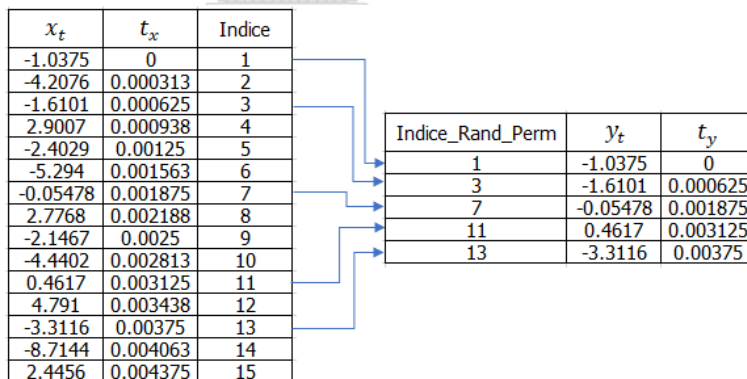 x_t t_x Indice
-1.0375 0 1
-4.2076 0.000313 2
-1.6101 0.000625 3
2.9007 0.000938 4
-2.4029 0.00125 5
-5.294 0.001563 6
-0.05478 0.001875 7
2.7768 0.002188 8
-2.1467 0.0025 9
-4.4402 0.002813 10
0.4617 0.003125 11
4.791 0.003438 12
-3.3116 0.00375 13
-8.7144 0.004063 14
2.4456 0.004375 15
Indice_Rand_Perm y_t t_y
1 -1.0375 0
3 -1.6101 0.000625
7 -0.05478 0.001875
11 0.4617 0.003125
13 -3.3116 0.00375